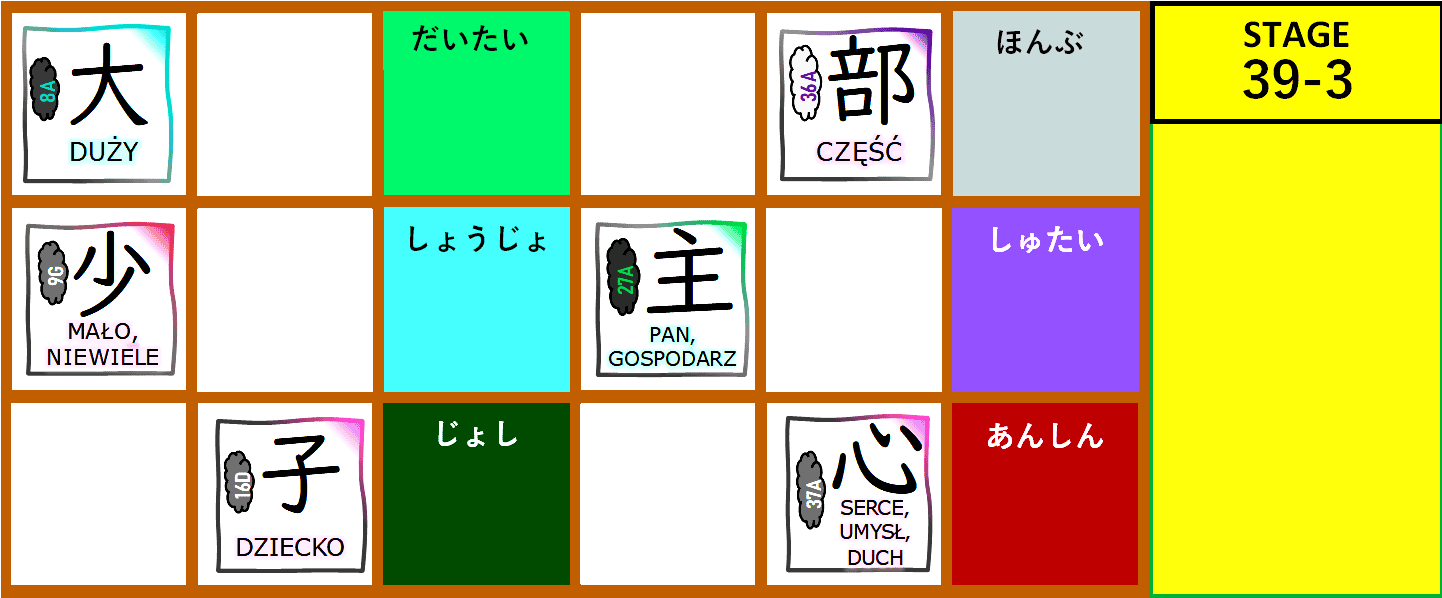 8A
大
DUŻY
だいたい
36A
部
CZĘŚĆ
ほんぶ
STAGE
39-3
9G
少
MAŁO,
NIEWIELE
しょうじょ
27A
主
PAN,
GOSPODARZ
しゅたい
16D
子
DZIECKO
じょし
37A
心
SERCE,
UMYSŁ,
DUCH
あんしん